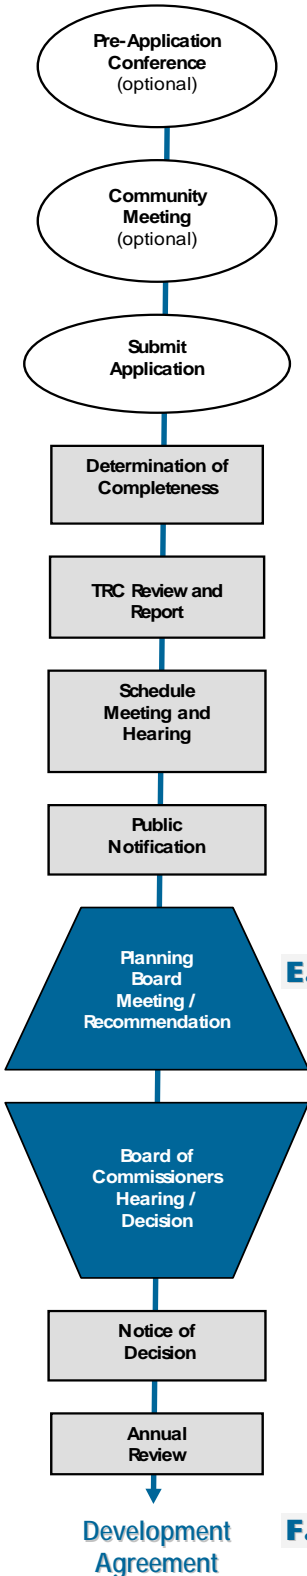 Pre-Application
Conference
(optional)
Community
Meeting
(optional)
Submit
Application
Determination of
Completeness
TRC Review and
Report
Schedule
Meeting and
Hearing
Public
Notification
Planning
Board
Meeting /
Recommendation
E.
Board of
Commissioners
Hearing /
Decision
Notice of
Decision
Annual
Review
Development
Agreement
F.